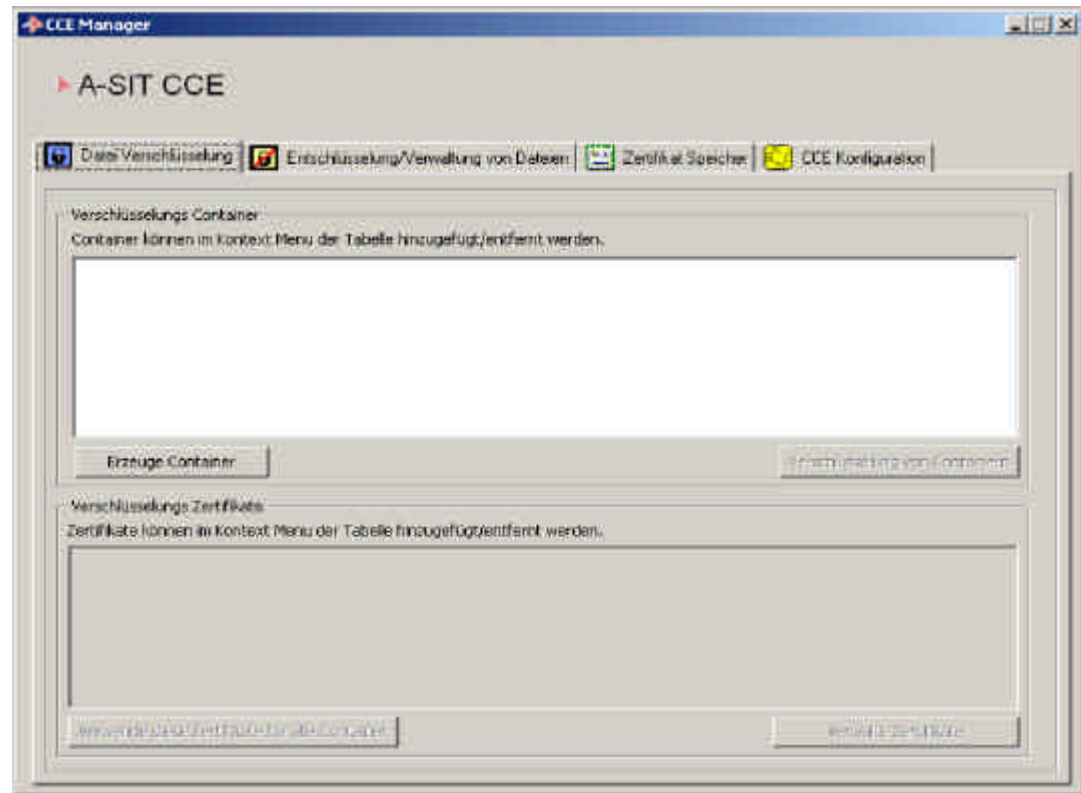 CCE Manager
A-SIT CCE
Datei Verschlüsselung
Entschlüsselung/Verwaltung von Dateien
Zertifikat Speicher
CCE Konfiguration
Verschlüsselungs Container
Container können im Kontext Menu der Tabelle hinzugefügt/entfernt werden.
Erzeuge Container
Verschlüsselungs Zertifikate
Zertifikate können im Kontext Menu der Tabelle hinzugefügt/entfernt werden.